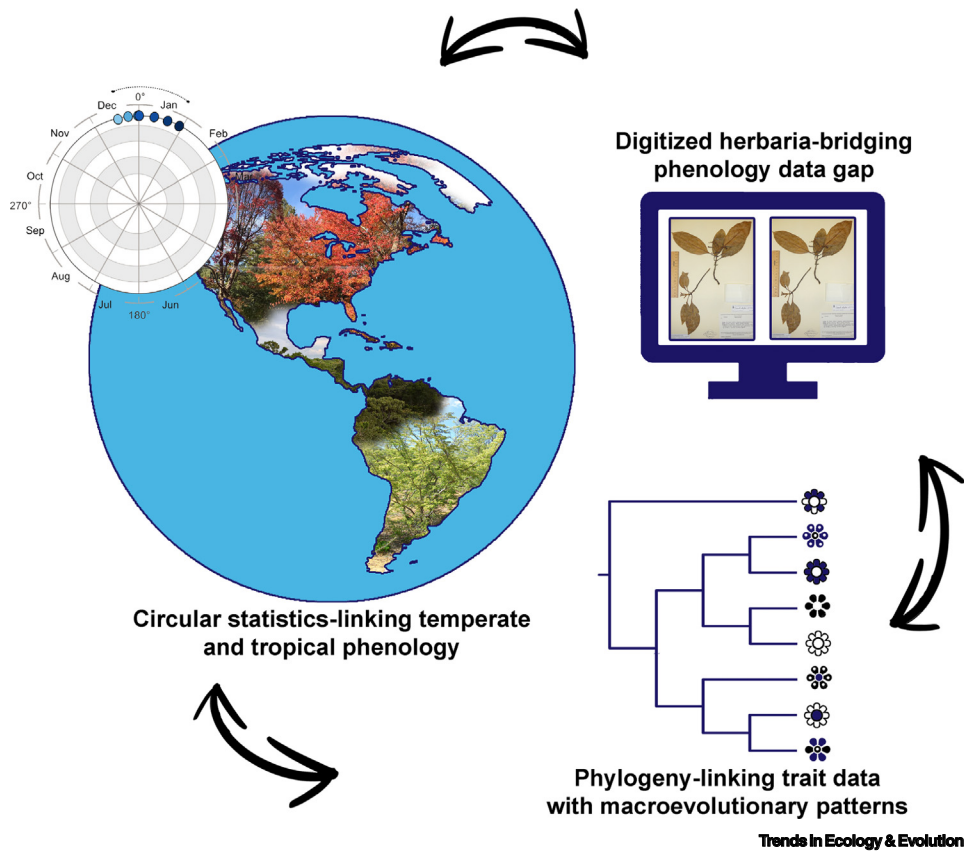 0°
Dec
Jan
Nov
Feb
Oct
270°
Sep
Aug
Jul
Jun
180°
Digitized herbaria-bridging
phenology data gap
Circular statistics-linking temperate
and tropical phenology
Phylogeny-linking trait data
with macroevolutionary patterns
Trends in Ecology & Evolution